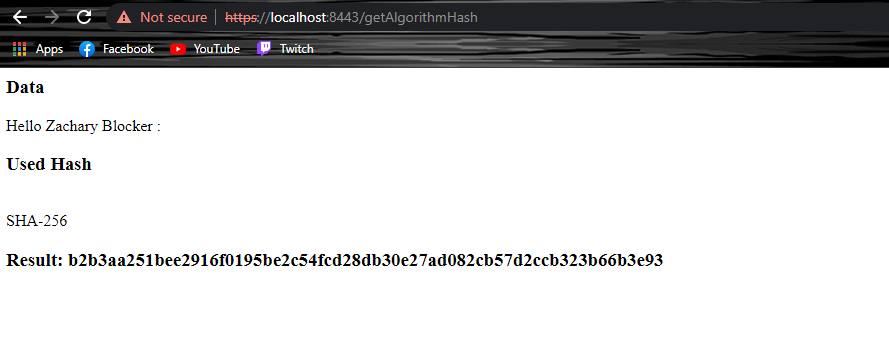 Not secure | https://localhost:8443/getAlgorithmHash
Apps Facebook YouTube Twitch
Data
Hello Zachary Blocker :
Used Hash
SHA-256
Result: b2b3aa251bee2916f0195be2c54fcd28db30e27ad082cb57d2ccb323b66b3e93